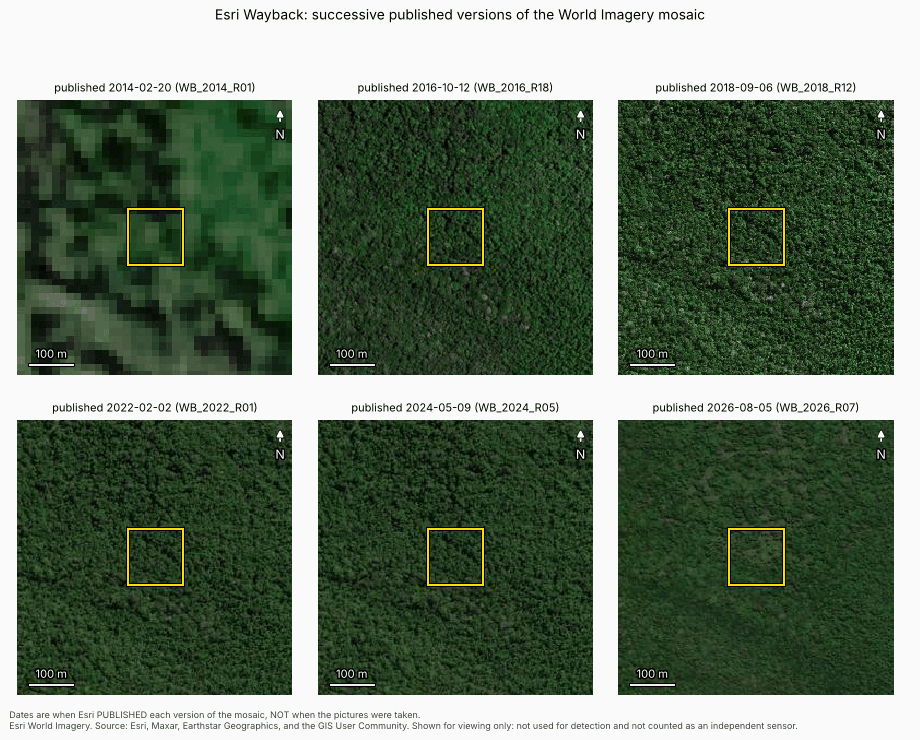 Esri Wayback: successive published versions of the World Imagery mosaic
published 2014-02-20 (WB_2014_R01)
published 2016-10-12 (WB_2016_R18)
published 2018-09-06 (WB_2018_R12)
N
N
N
100 m
100 m
100 m
published 2022-02-02 (WB_2022_R01)
published 2024-05-09 (WB_2024_R05)
published 2026-08-05 (WB_2026_R07)
N
N
N
100 m
100 m
100 m
Dates are when Esri PUBLISHED each version of the mosaic, NOT when the pictures were taken.
Esri World Imagery. Source: Esri, Maxar, Earthstar Geographics, and the GIS User Community. Shown for viewing only: not used for detection and not counted as an independent sensor.